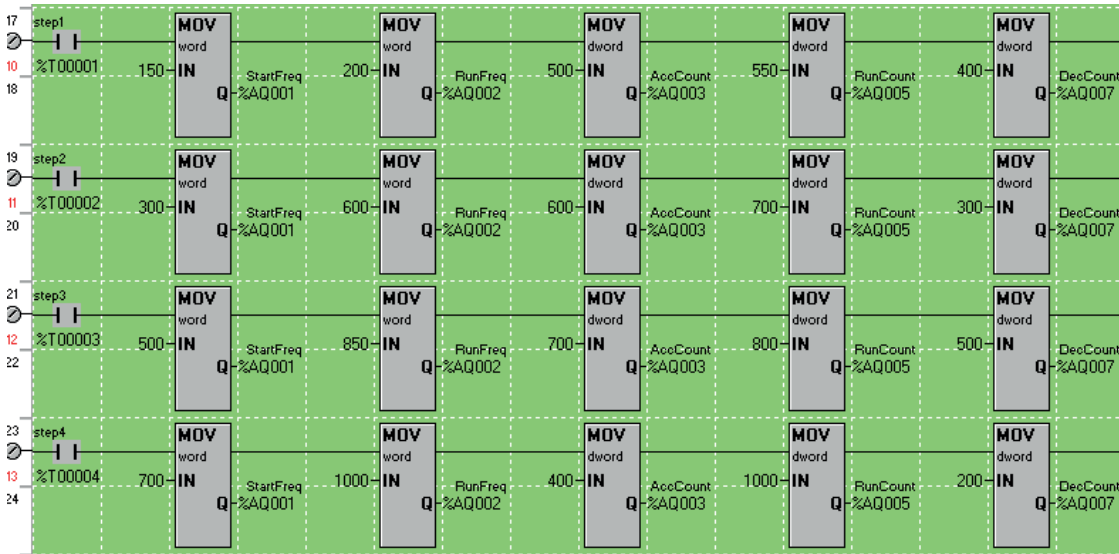 17 step1 MOV MOV MOV MOV MOV
word word dword dword dword
10 %T00001 150 IN StartFreq 200 IN RunFreq 500 IN AccCount 550 IN RunCount 400 IN DecCount
18 Q %AQ001 Q %AQ002 Q %AQ003 Q %AQ005 Q %AQ007
19 step2 MOV MOV MOV MOV MOV
word word dword dword dword
11 %T00002 300 IN StartFreq 600 IN RunFreq 600 IN AccCount 700 IN RunCount 300 IN DecCount
20 Q %AQ001 Q %AQ002 Q %AQ003 Q %AQ005 Q %AQ007
21 step3 MOV MOV MOV MOV MOV
word word dword dword dword
12 %T00003 500 IN StartFreq 850 IN RunFreq 700 IN AccCount 800 IN RunCount 500 IN DecCount
22 Q %AQ001 Q %AQ002 Q %AQ003 Q %AQ005 Q %AQ007
23 step4 MOV MOV MOV MOV MOV
word word dword dword dword
13 %T00004 700 IN StartFreq 1000 IN RunFreq 400 IN AccCount 1000 IN RunCount 200 IN DecCount
24 Q %AQ001 Q %AQ002 Q %AQ003 Q %AQ005 Q %AQ007